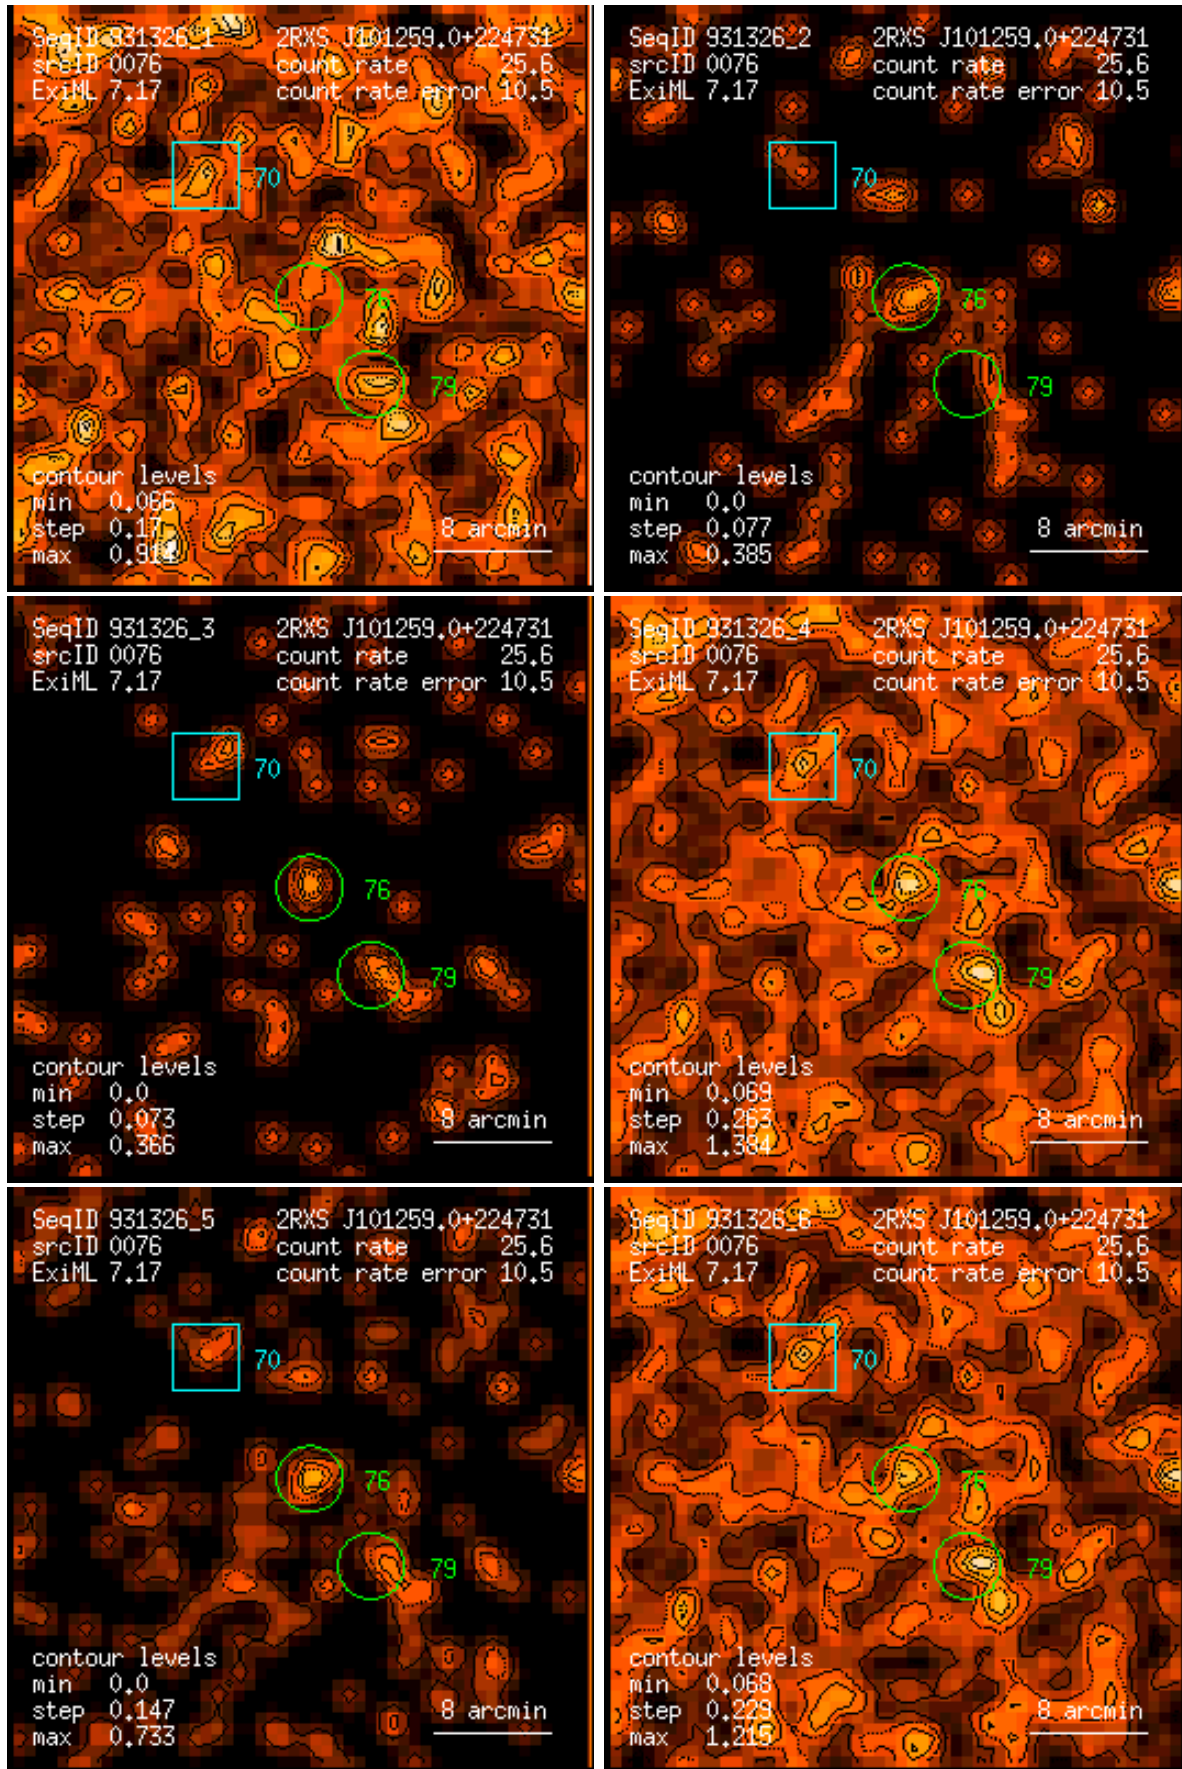 SeqID 931326_1 2RXS J101259.0+224731
srcID 0076 count rate 25.6
ExiML 7.17 count rate error 10.5
70
76
79
contour levels
min 0.066
step 0.17
max 0.914
8 arcmin
SeqID 931326_2 2RXS J101259.0+224731
srcID 0076 count rate 25.6
ExiML 7.17 count rate error 10.5
70
76
79
contour levels
min 0.0
step 0.077
max 0.385
8 arcmin
SeqID 931326_3 2RXS J101259.0+224731
srcID 0076 count rate 25.6
ExiML 7.17 count rate error 10.5
70
76
79
contour levels
min 0.0
step 0.073
max 0.366
8 arcmin
SeqID 931326_4 2RXS J101259.0+224731
srcID 0076 count rate 25.6
ExiML 7.17 count rate error 10.5
70
76
79
contour levels
min 0.069
step 0.263
max 1.384
8 arcmin
SeqID 931326_5 2RXS J101259.0+224731
srcID 0076 count rate 25.6
ExiML 7.17 count rate error 10.5
70
76
79
contour levels
min 0.0
step 0.147
max 0.733
8 arcmin
SeqID 931326_6 2RXS J101259.0+224731
srcID 0076 count rate 25.6
ExiML 7.17 count rate error 10.5
70
76
79
contour levels
min 0.068
step 0.229
max 1.215
8 arcmin